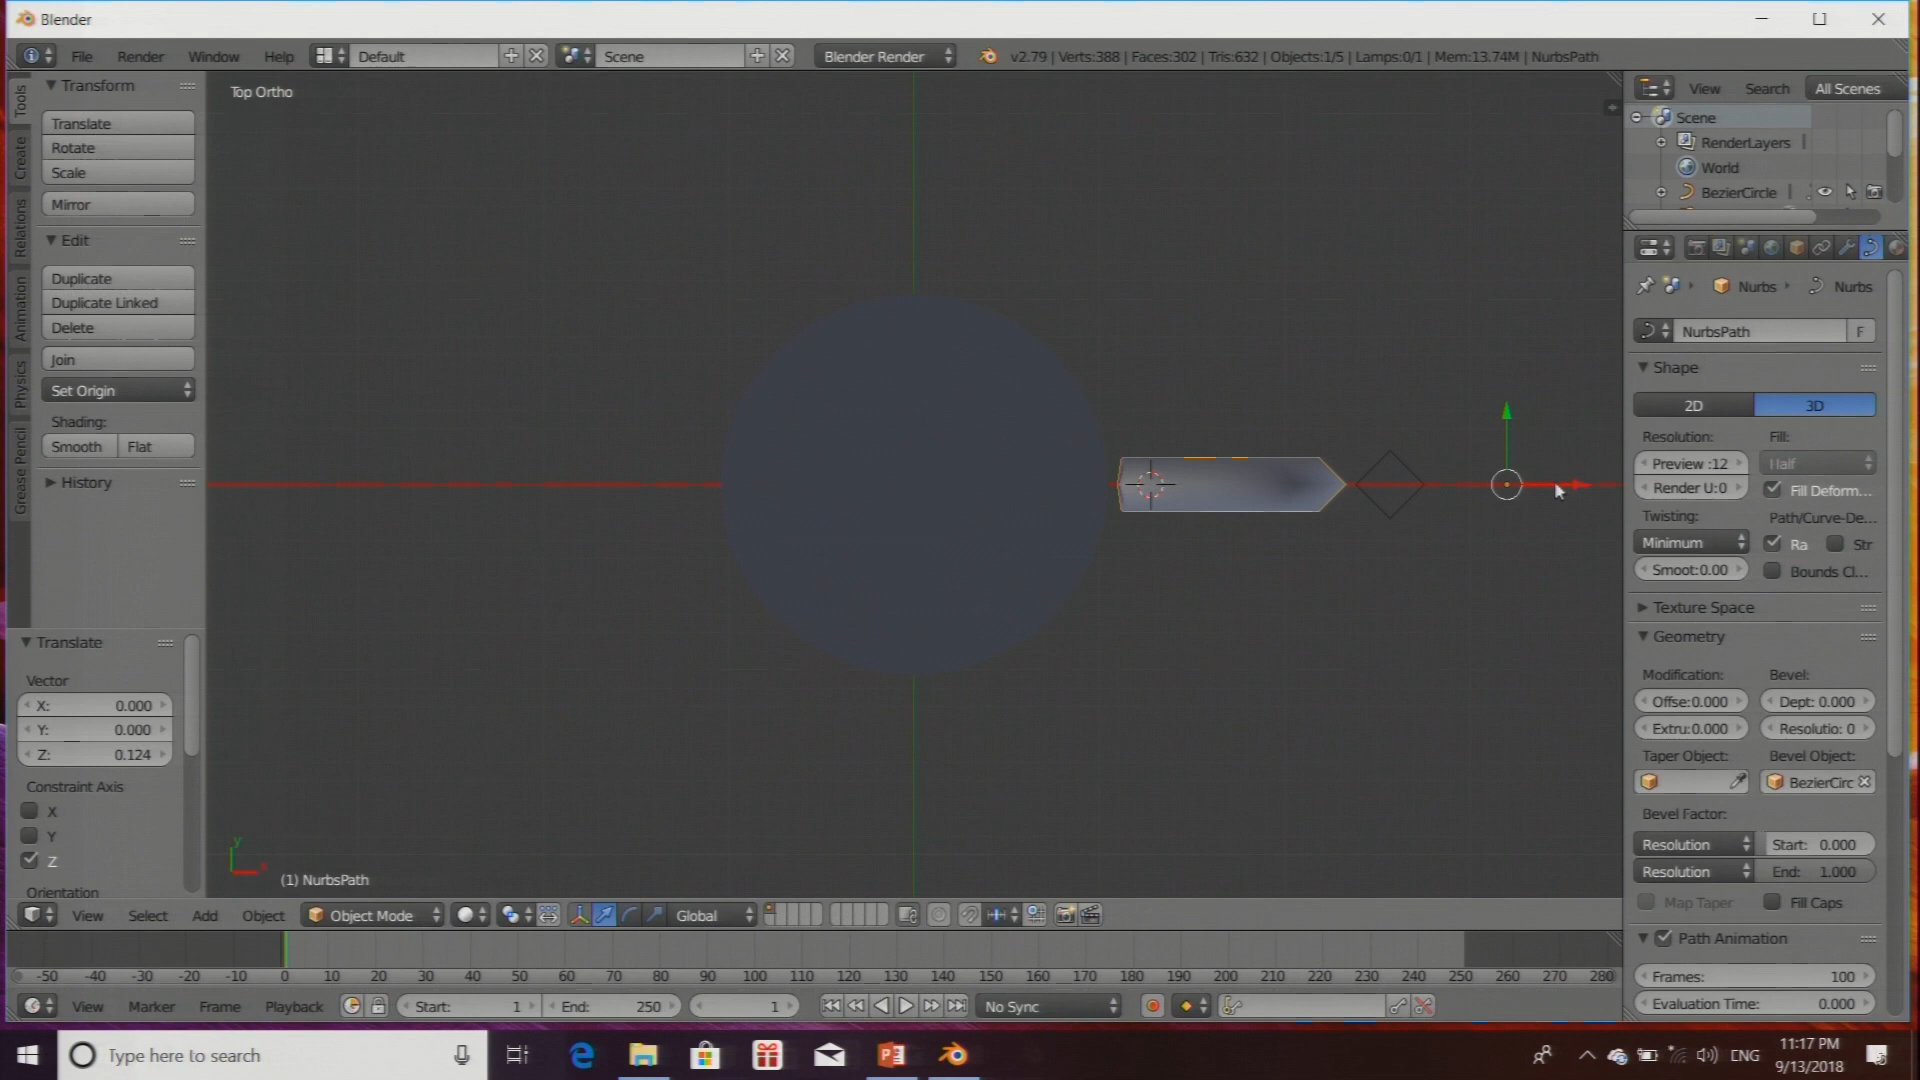 Blender
File Render Window Help Default Scene Blender Render v2.79 | Verts:388 | Faces:302 | Tris:632 | Objects:1/5 | Lamps:0/1 | Mem:13.74M | NurbsPath
Tools
Create
Relations
Animation
Physics
Grease Pencil
Transform
Translate
Rotate
Scale
Mirror
Edit
Duplicate
Duplicate Linked
Delete
Join
Set Origin
Shading:
Smooth Flat
History
Translate
Vector
X: 0.000
Y: 0.000
Z: 0.124
Constraint Axis
X
Y
Z
Orientation
Top Ortho
y
x
(1) NurbsPath
View Search All Scenes
Scene
RenderLayers
World
BezierCircle
Nurbs Nurbs
NurbsPath F
Shape
2D 3D
Resolution: Fill:
Preview :12 Half
Render U:0 Fill Deform...
Twisting: Path/Curve-De...
Minimum Ra Str
Smoot:0.00 Bounds Cl...
Texture Space
Geometry
Modification: Bevel:
Offse:0.000 Dept: 0.000
Extru:0.000 Resolutio: 0
Taper Object: Bevel Object:
BezierCirc
Bevel Factor:
Resolution Start: 0.000
Resolution End: 1.000
Map Taper Fill Caps
Path Animation
Frames: 100
Evaluation Time: 0.000
View Select Add Object Object Mode Global
-50 -40 -30 -20 -10 0 10 20 30 40 50 60 70 80 90 100 110 120 130 140 150 160 170 180 190 200 210 220 230 240 250 260 270 280
View Marker Frame Playback Start: 1 End: 250 1 No Sync
Type here to search
ENG
11:17 PM
9/13/2018